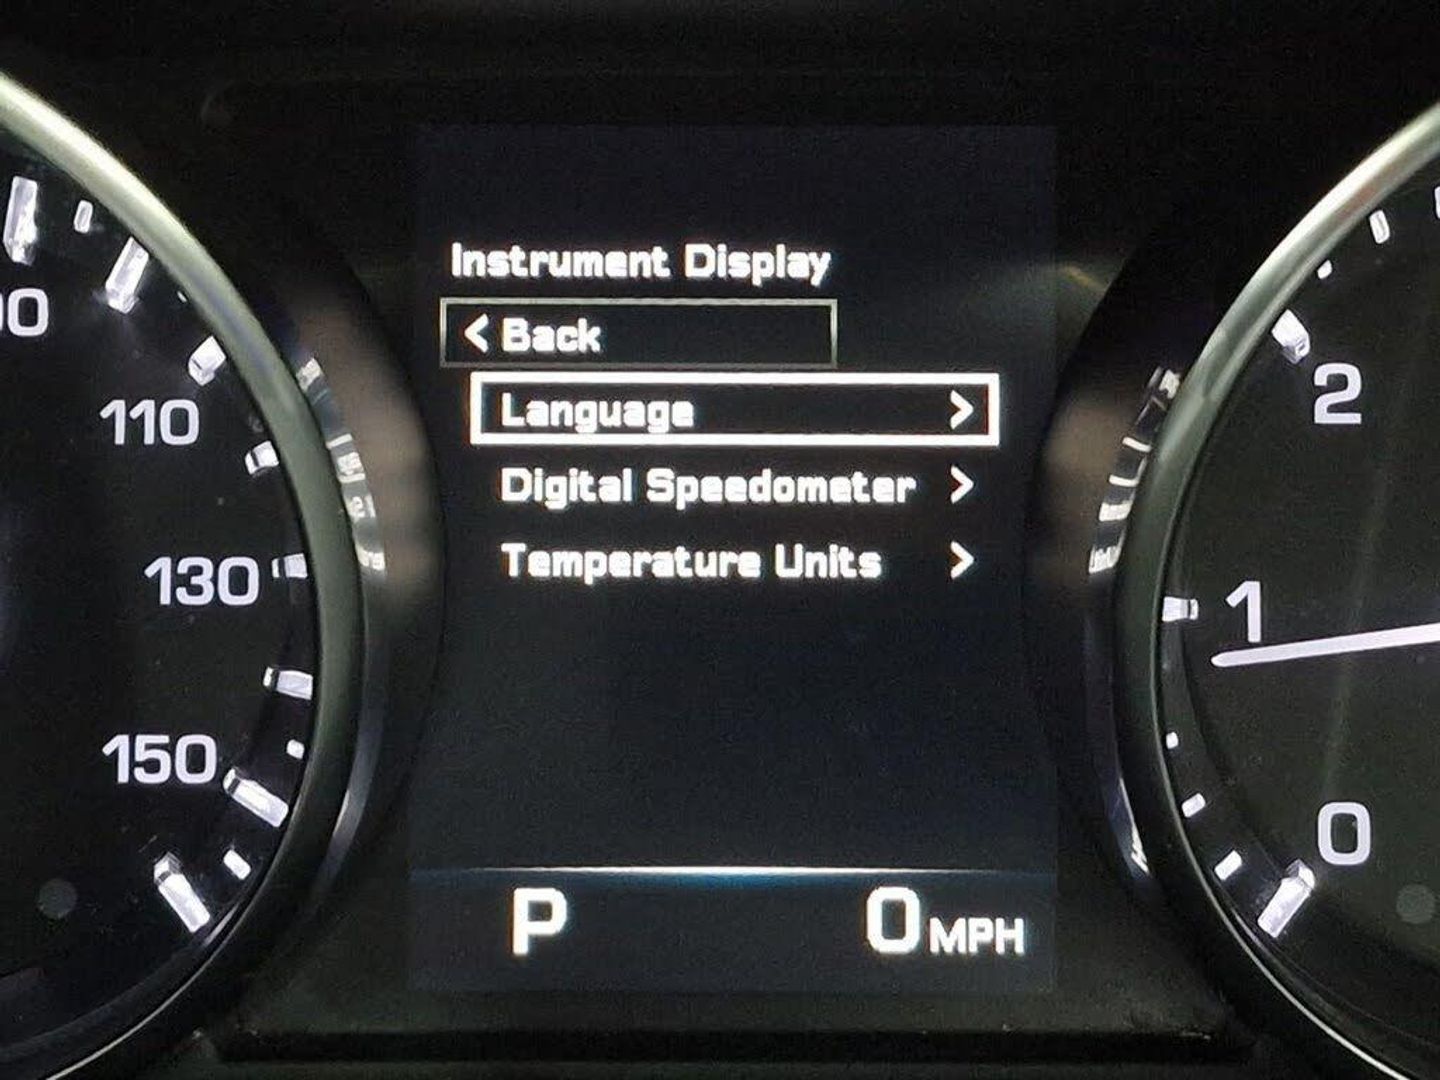 Instrument Display
< Back
Language >
Digital Speedometer >
Temperature Units >
110
130
150
2
1
0
P
0 MPH